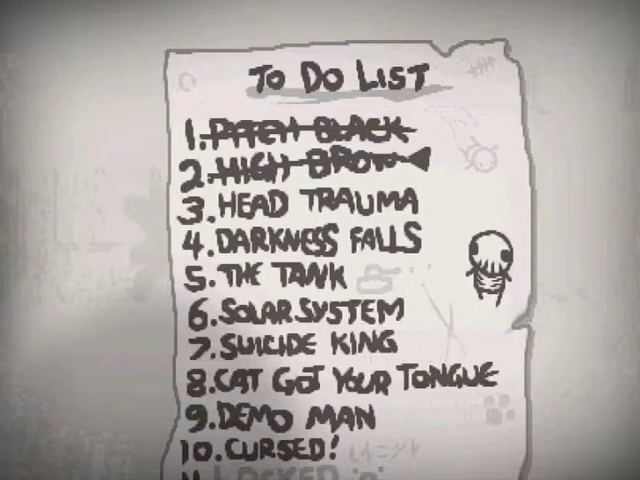 TO DO LIST
1. PITCH BLACK
2. HIGH BROW
3. HEAD TRAUMA
4. DARKNESS FALLS
5. THE TANK
6. SOLAR SYSTEM
7. SUICIDE KING
8. CAT GOT YOUR TONGUE
9. DEMO MAN
10. CURSED!